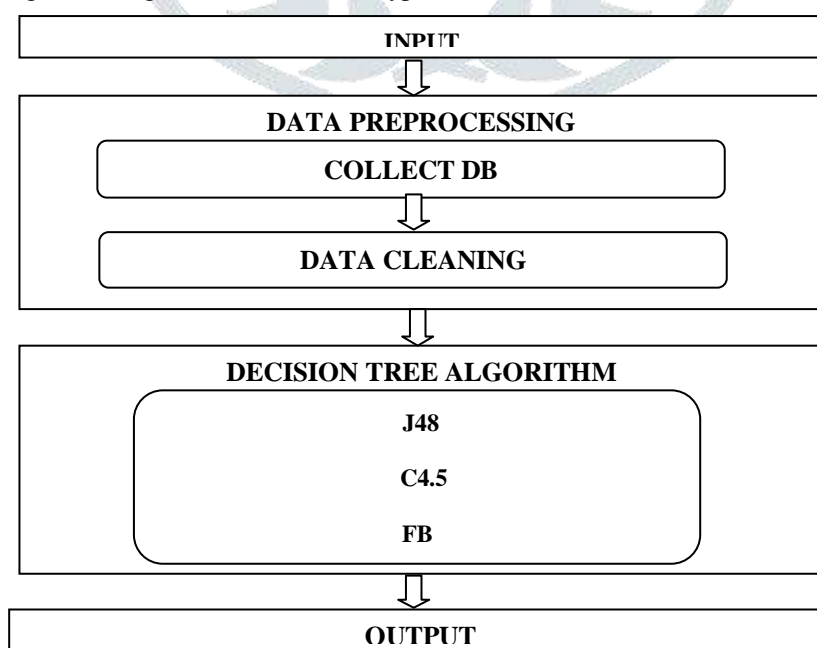 INPUT
DATA PREPROCESSING
COLLECT DB
DATA CLEANING
DECISION TREE ALGORITHM
J48
C4.5
FB
OUTPUT